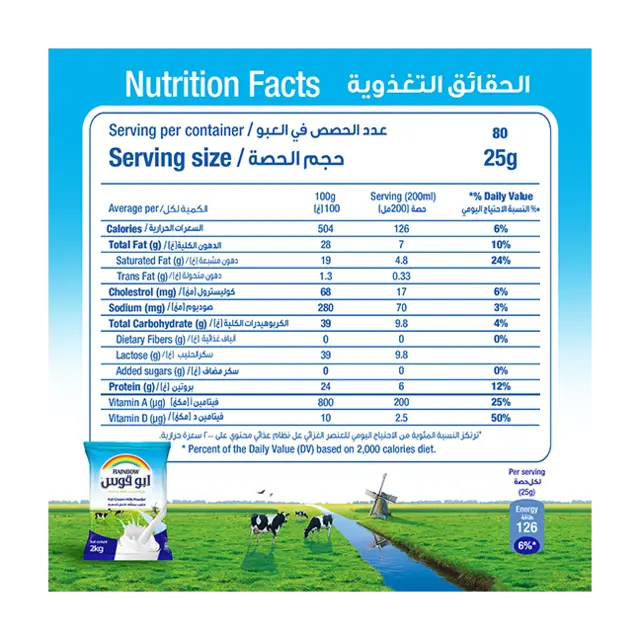 Nutrition Facts الحقائق التغذوية
Serving per container / عدد الحصص في العبو 80
Serving size / حجم الحصة 25g
Average per / الكمية لكل 100g 100 (غ) Serving (200ml) حصة (200مل) *% Daily Value *% النسبة الاحتياج اليومي
Calories / السعرات الحرارية 504 126 6%
Total Fat (g) / الدهون الكلية (غ) 28 7 10%
Saturated Fat (g) / دهون مشبعة (غ) 19 4.8 24%
Trans Fat (g) / دهون متحولة (غ) 1.3 0.33
Cholestrol (mg) / كوليسترول (مغ) 68 17 6%
Sodium (mg) / صوديوم (مغ) 280 70 3%
Total Carbohydrate (g) / الكربوهيدرات الكلية (غ) 39 9.8 4%
Dietary Fibers (g) / ألياف غذائية (غ) 0 0 0%
Lactose (g) / سكر الحليب (غ) 39 9.8
Added sugars (g) / سكر مضاف (غ) 0 0 0%
Protein (g) / بروتين (غ) 24 6 12%
Vitamin A (µg) / فيتامين أ (مكغ) 800 200 25%
Vitamin D (µg) / فيتامين د (مكغ) 10 2.5 50%
*ترتكز النسبة المئوية من الاحتياج اليومي للعنصر الغذائي عل نظام غذائي محتوي على ٢٠٠٠ سعرة حرارية.
* Percent of the Daily Value (DV) based on 2,000 calories diet.
Per serving
لكل حصة
(25g)
Energy
طاقة
126
6%*
RAINBOW
ابو قوس
Full Cream Milk Powder
2kg